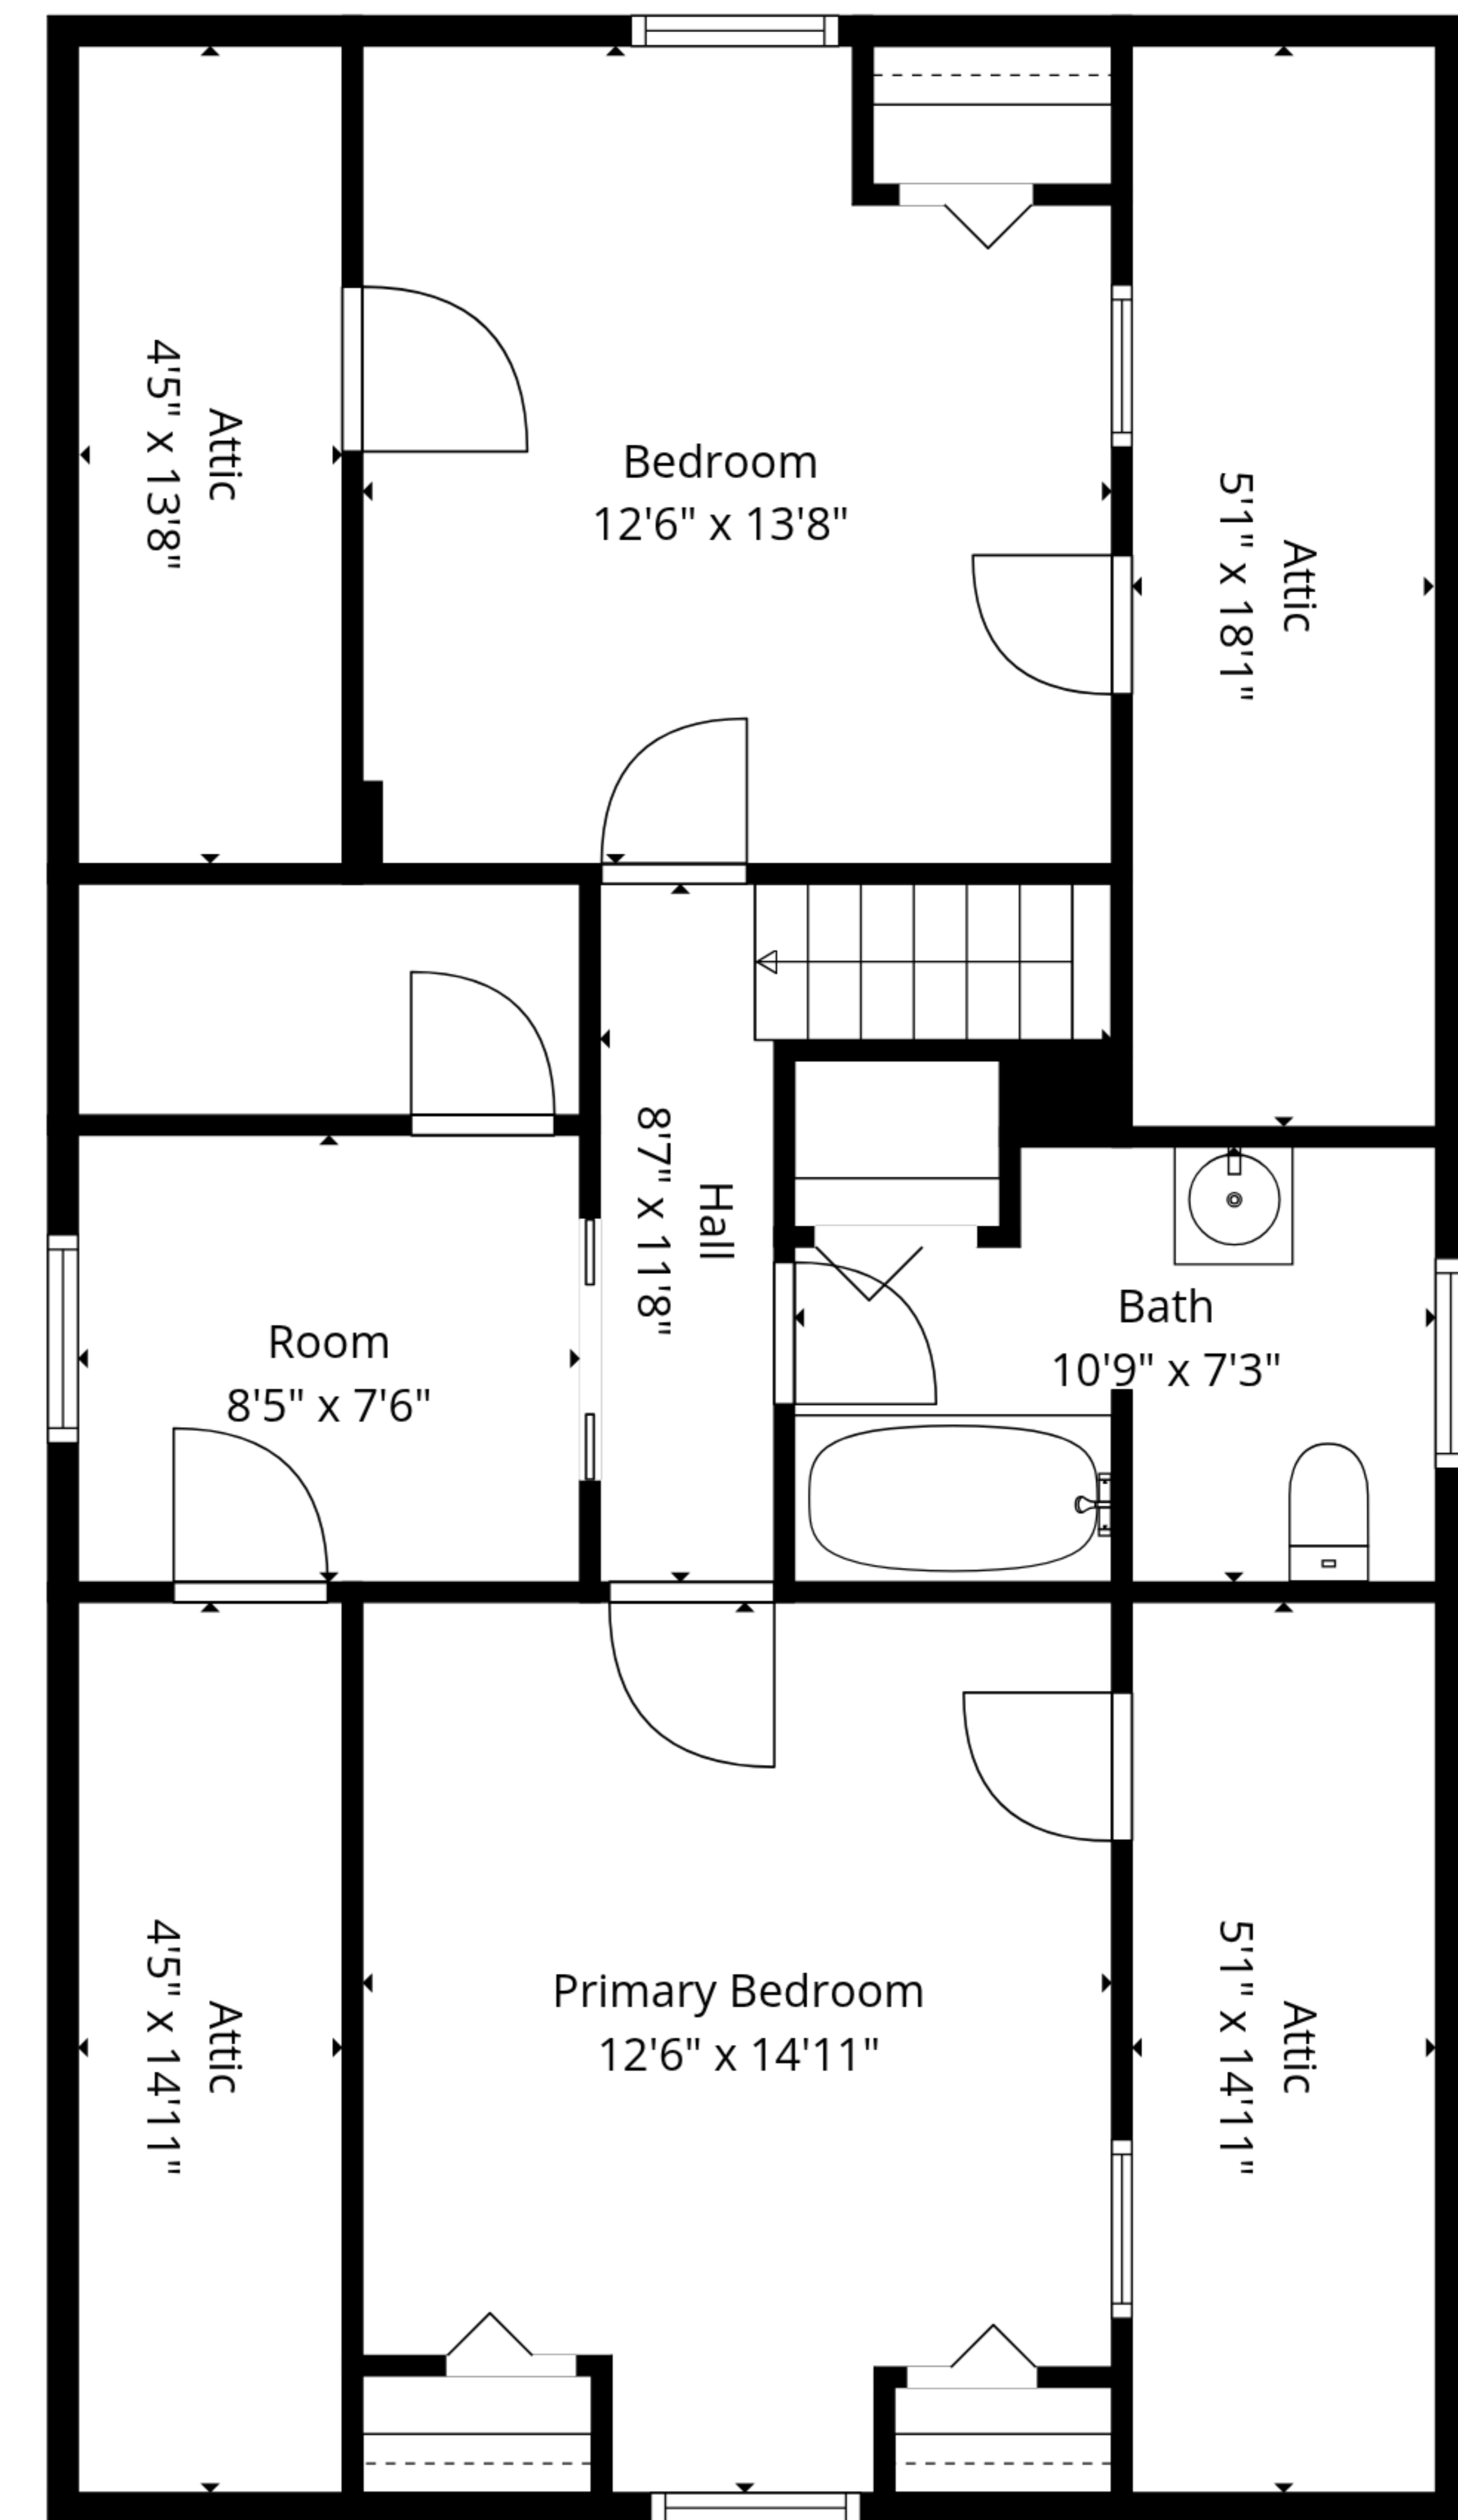 Attic
4'5" x 13'8"
Bedroom
12'6" x 13'8"
Attic
5'1" x 18'1"
Hall
8'7" x 11'8"
Room
8'5" x 7'6"
Bath
10'9" x 7'3"
Attic
4'5" x 14'11"
Primary Bedroom
12'6" x 14'11"
Attic
5'1" x 14'11"